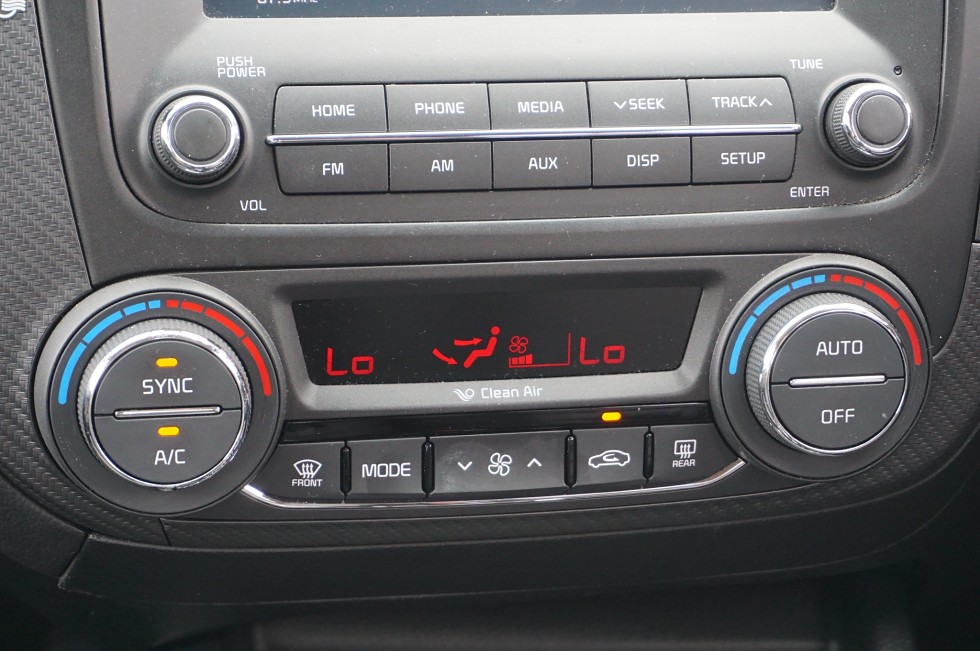 PUSH
POWER
TUNE
HOME PHONE MEDIA SEEK TRACK
FM AM AUX DISP SETUP
VOL
ENTER
Lo Lo
Clean Air
SYNC
A/C
AUTO
OFF
FRONT
MODE
REAR